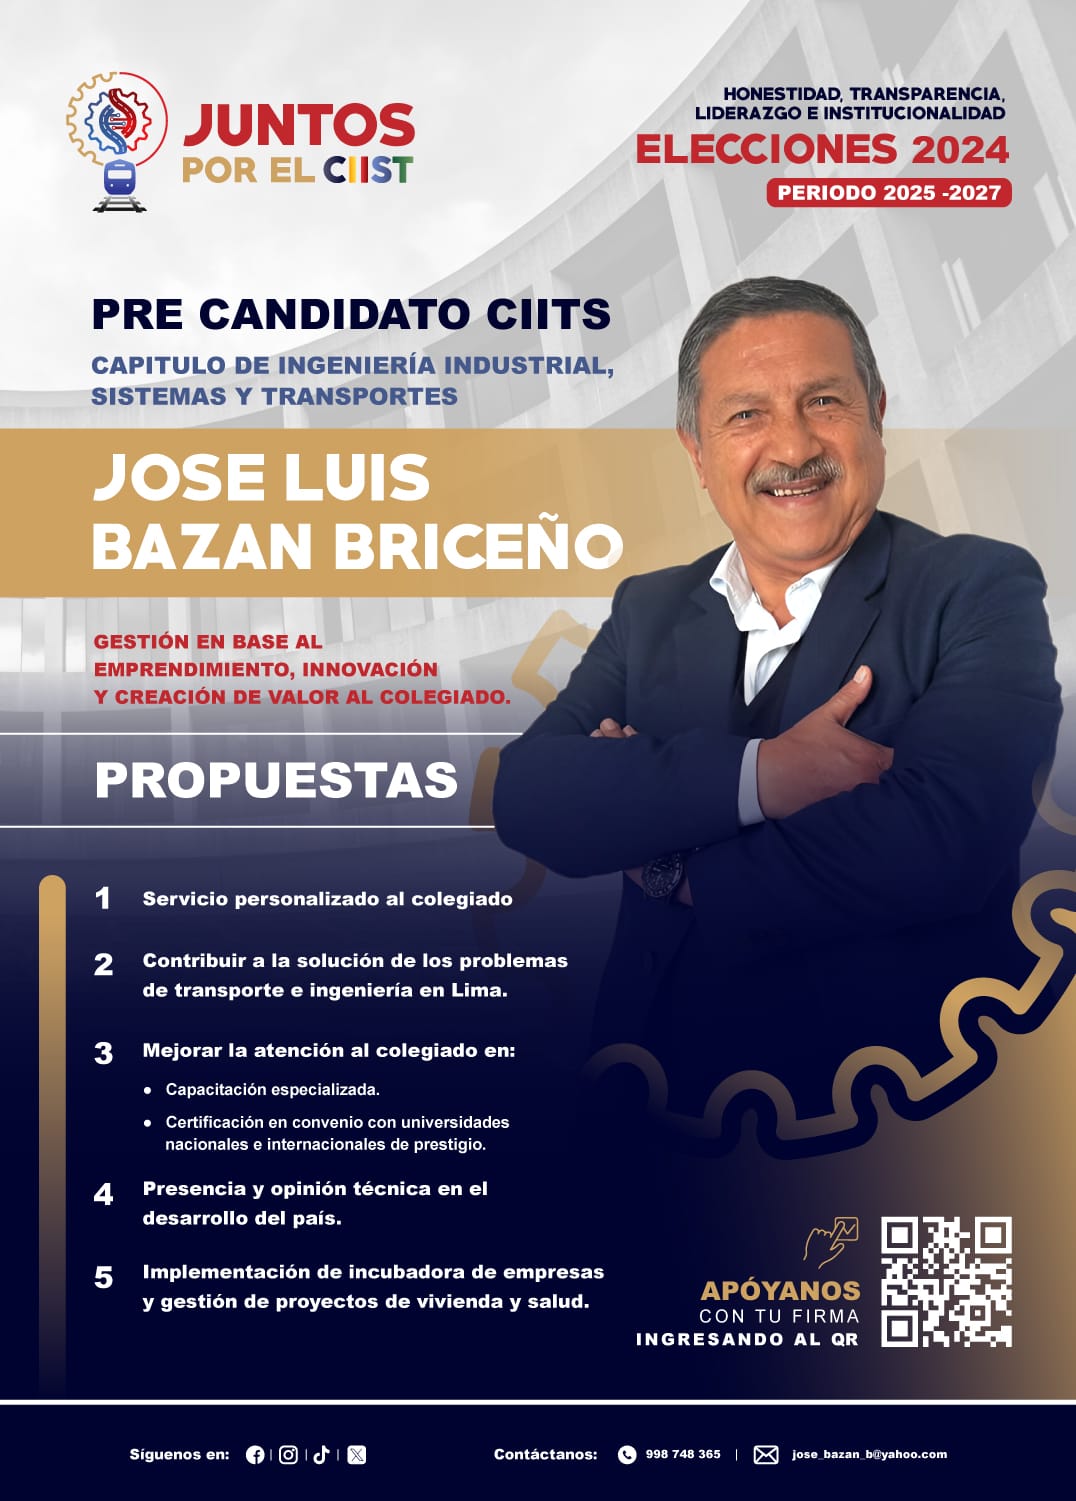 JUNTOS
POR EL CIIST
HONESTIDAD, TRANSPARENCIA,
LIDERAZGO E INSTITUCIONALIDAD
ELECCIONES 2024
PERIODO 2025 -2027
PRE CANDIDATO CIITS
CAPITULO DE INGENIERÍA INDUSTRIAL,
SISTEMAS Y TRANSPORTES
JOSE LUIS
BAZAN BRICEÑO
GESTIÓN EN BASE AL
EMPRENDIMIENTO, INNOVACIÓN
Y CREACIÓN DE VALOR AL COLEGIADO.
PROPUESTAS
1 Servicio personalizado al colegiado
2 Contribuir a la solución de los problemas
de transporte e ingeniería en Lima.
3 Mejorar la atención al colegiado en:
• Capacitación especializada.
• Certificación en convenio con universidades
nacionales e internacionales de prestigio.
4 Presencia y opinión técnica en el
desarrollo del país.
5 Implementación de incubadora de empresas
y gestión de proyectos de vivienda y salud.
APÓYANOS
CON TU FIRMA
INGRESANDO AL QR
Síguenos en:
Contáctanos: 998 748 365 | jose_bazan_b@yahoo.com